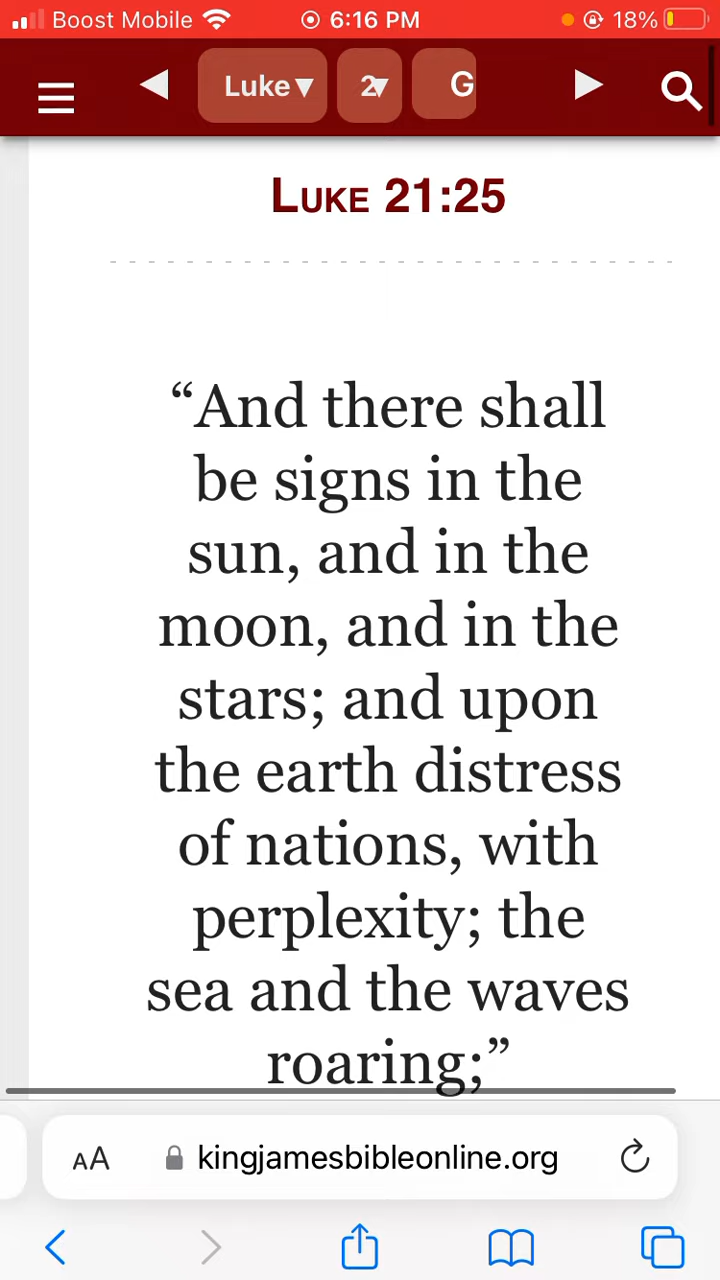 Boost Mobile 6:16 PM 18%
Luke▼ 2▼ G
LUKE 21:25
“And there shall
be signs in the
sun, and in the
moon, and in the
stars; and upon
the earth distress
of nations, with
perplexity; the
sea and the waves
roaring;”
AA kingjamesbibleonline.org